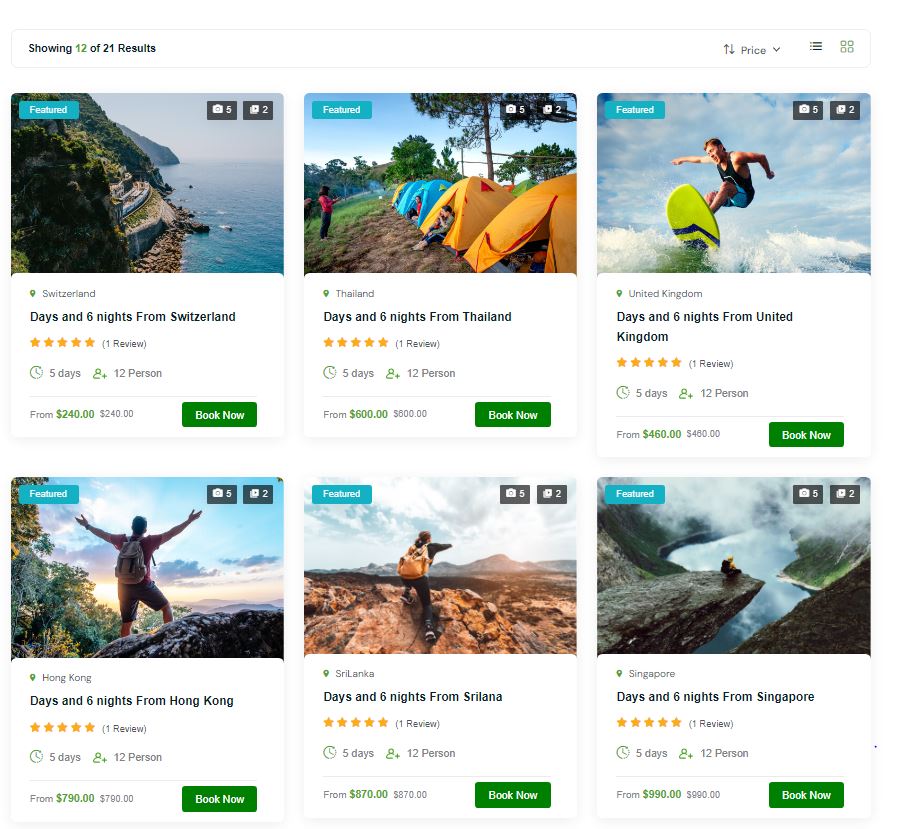 Showing 12 of 21 Results
Price
Featured 5 2
Featured 5 2
Featured 5 2
Switzerland
Days and 6 nights From Switzerland
(1 Review)
5 days 12 Person
From $240.00 $240.00 Book Now
Thailand
Days and 6 nights From Thailand
(1 Review)
5 days 12 Person
From $600.00 $600.00 Book Now
United Kingdom
Days and 6 nights From United
Kingdom
(1 Review)
5 days 12 Person
From $460.00 $460.00 Book Now
Featured 5 2
Featured 5 2
Featured 5 2
Hong Kong
Days and 6 nights From Hong Kong
(1 Review)
5 days 12 Person
From $790.00 $790.00 Book Now
SriLanka
Days and 6 nights From Srilana
(1 Review)
5 days 12 Person
From $870.00 $870.00 Book Now
Singapore
Days and 6 nights From Singapore
(1 Review)
5 days 12 Person
From $990.00 $990.00 Book Now